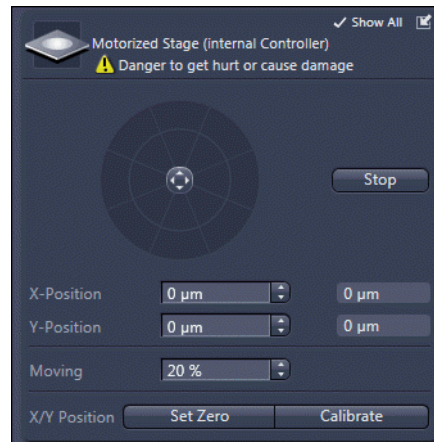 Show All
Motorized Stage (internal Controller)
Danger to get hurt or cause damage
Stop
X-Position 0 µm 0 µm
Y-Position 0 µm 0 µm
Moving 20 %
X/Y Position Set Zero Calibrate